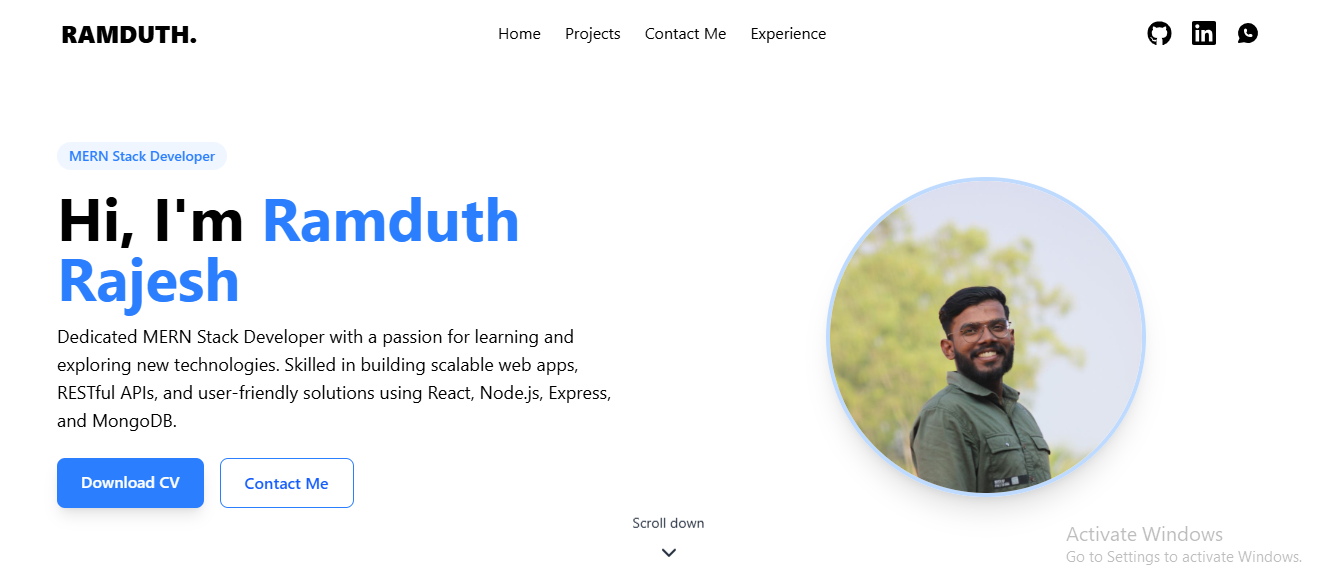 RAMDUTH.
Home Projects Contact Me Experience
MERN Stack Developer
Hi, I'm Ramduth
Rajesh
Dedicated MERN Stack Developer with a passion for learning and
exploring new technologies. Skilled in building scalable web apps,
RESTful APIs, and user-friendly solutions using React, Node.js, Express,
and MongoDB.
Download CV Contact Me
Scroll down
Activate Windows
Go to Settings to activate Windows.